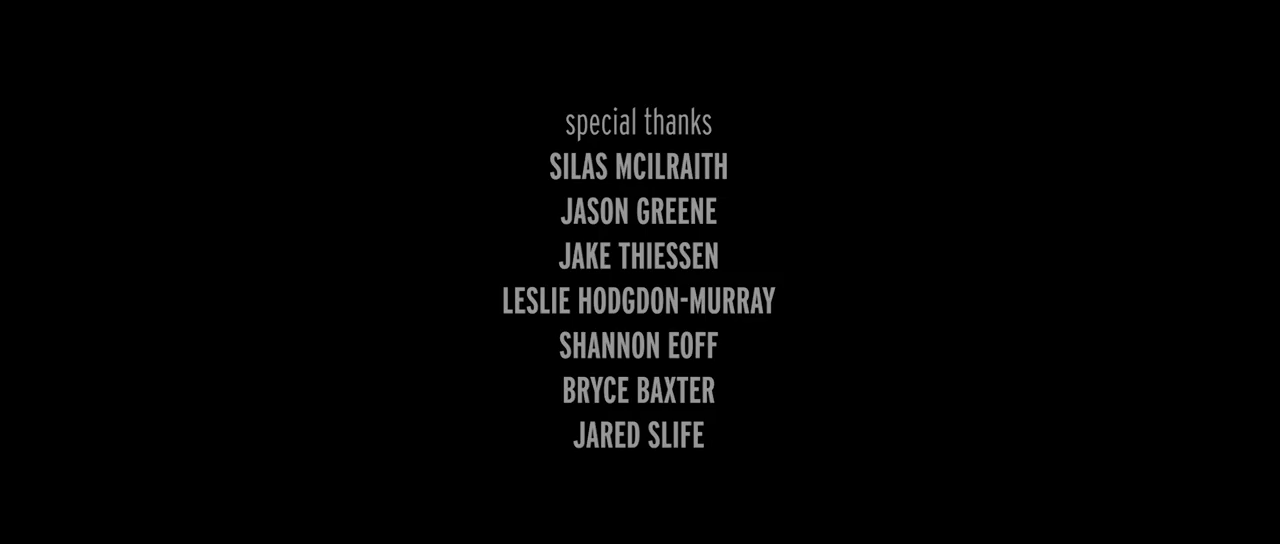 special thanks
SILAS MCILRAITH
JASON GREENE
JAKE THIESSEN
LESLIE HODGDON-MURRAY
SHANNON EOFF
BRYCE BAXTER
JARED SLIFE